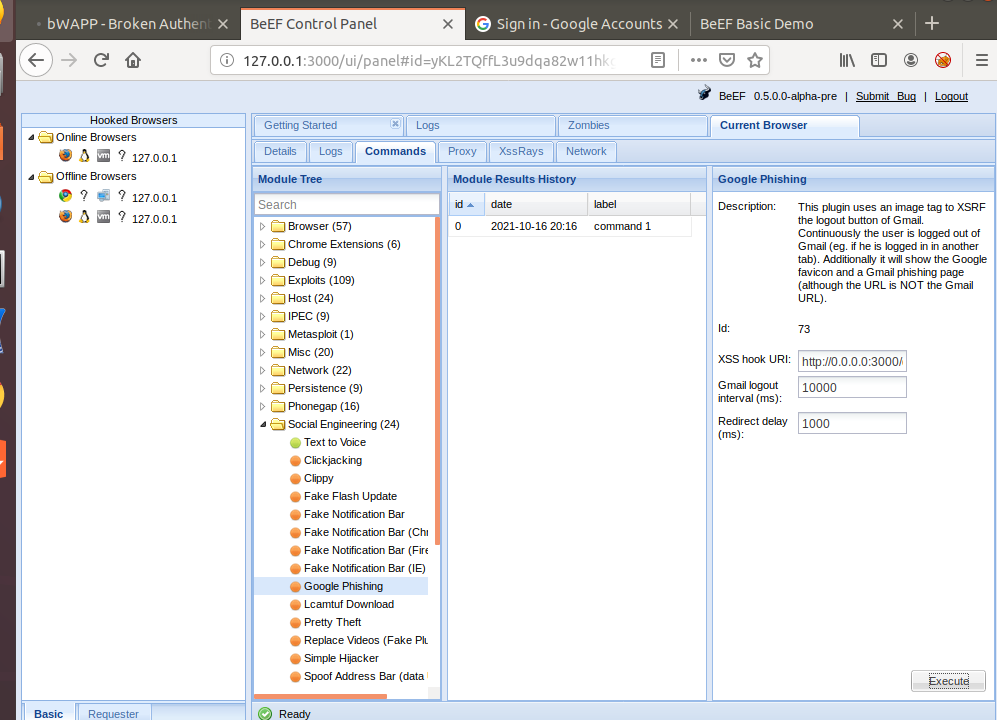 bWAPP - Broken Authent
BeEF Control Panel
Sign in - Google Accounts
BeEF Basic Demo
127.0.0.1:3000/ui/panel#id=yKL2TQffL3u9dqa82w11hk
BeEF 0.5.0.0-alpha-pre | Submit Bug | Logout
Hooked Browsers
Online Browsers
? 127.0.0.1
Offline Browsers
? ? 127.0.0.1
? 127.0.0.1
Basic
Requester
Getting Started
Logs
Zombies
Current Browser
Details
Logs
Commands
Proxy
XssRays
Network
Module Tree
Search
Browser (57)
Chrome Extensions (6)
Debug (9)
Exploits (109)
Host (24)
IPEC (9)
Metasploit (1)
Misc (20)
Network (22)
Persistence (9)
Phonegap (16)
Social Engineering (24)
Text to Voice
Clickjacking
Clippy
Fake Flash Update
Fake Notification Bar
Fake Notification Bar (Chr
Fake Notification Bar (Fire
Fake Notification Bar (IE)
Google Phishing
Lcamtuf Download
Pretty Theft
Replace Videos (Fake Plu
Simple Hijacker
Spoof Address Bar (data
Module Results History
id date label
0 2021-10-16 20:16 command 1
Google Phishing
Description:
This plugin uses an image tag to XSRF
the logout button of Gmail.
Continuously the user is logged out of
Gmail (eg. if he is logged in in another
tab). Additionally it will show the Google
favicon and a Gmail phishing page
(although the URL is NOT the Gmail
URL).
Id: 73
XSS hook URI: http://0.0.0.0:3000/
Gmail logout
interval (ms):
10000
Redirect delay
(ms):
1000
Execute
Ready